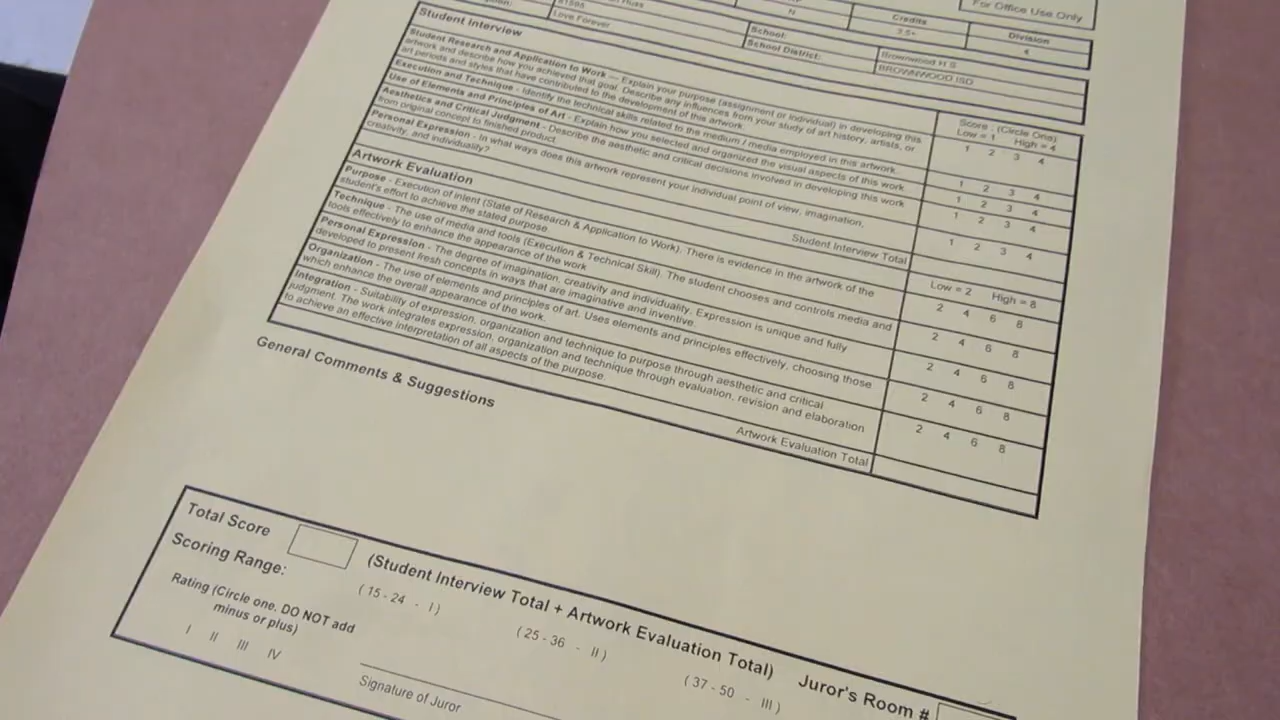 For Office Use Only
N
Credits
3.5+
Division
4
Love Forever
School:
Brownwood H S
School District:
BROWNWOOD ISD
Student Interview
Score : (Circle One)
Low = 1 High = 4
Student Research and Application to Work — Explain your purpose (assignment or individual) in developing this
artwork and describe how you achieved that goal. Describe any influences from your study of art history, artists, or
art periods and styles that have contributed to the development of this artwork.
1 2 3 4
Execution and Technique - Identify the technical skills related to the medium / media employed in this artwork.
1 2 3 4
Use of Elements and Principles of Art - Explain how you selected and organized the visual aspects of this work.
1 2 3 4
Aesthetics and Critical Judgment - Describe the aesthetic and critical decisions involved in developing this work
from original concept to finished product.
1 2 3 4
Personal Expression - In what ways does this artwork represent your individual point of view, imagination,
creativity, and individuality?
1 2 3 4
Student Interview Total
Artwork Evaluation
Low = 2 High = 8
Purpose - Execution of intent (State of Research & Application to Work). There is evidence in the artwork of the
student's effort to achieve the stated purpose.
2 4 6 8
Technique - The use of media and tools (Execution & Technical Skill). The student chooses and controls media and
tools effectively to enhance the appearance of the work
2 4 6 8
Personal Expression - The degree of imagination, creativity and individuality. Expression is unique and fully
developed to present fresh concepts in ways that are imaginative and inventive.
2 4 6 8
Organization - The use of elements and principles of art. Uses elements and principles effectively, choosing those
which enhance the overall appearance of the work.
2 4 6 8
Integration - Suitability of expression, organization and technique to purpose through aesthetic and critical
judgment. The work integrates expression, organization and technique through evaluation, revision and elaboration
to achieve an effective interpretation of all aspects of the purpose.
2 4 6 8
Artwork Evaluation Total
General Comments & Suggestions
Total Score
(Student Interview Total + Artwork Evaluation Total)
Juror's Room #
Scoring Range:
( 15 - 24 - I )
( 25 - 36 - II )
( 37 - 50 - III )
Rating (Circle one. DO NOT add
minus or plus)
I II III IV
Signature of Juror